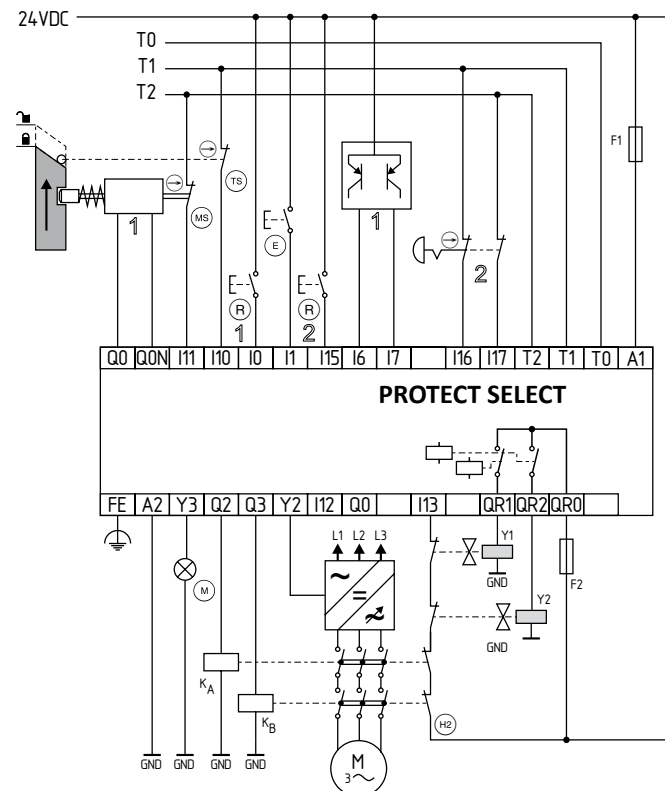 24VDC
T0
T1
T2
F1
TS
MS
1
E
R
1
R
2
1
2
Q0 Q0N I11 I10 I0 I1 I15 I6 I7 I16 I17 T2 T1 T0 A1
PROTECT SELECT
FE A2 Y3 Q2 Q3 Y2 I12 Q0 I13 QR1 QR2 QR0
L1 L2 L3
Y1
GND
F2
M
~
=
~
Y2
GND
KA
KB
H2
GND GND GND GND
M
3~